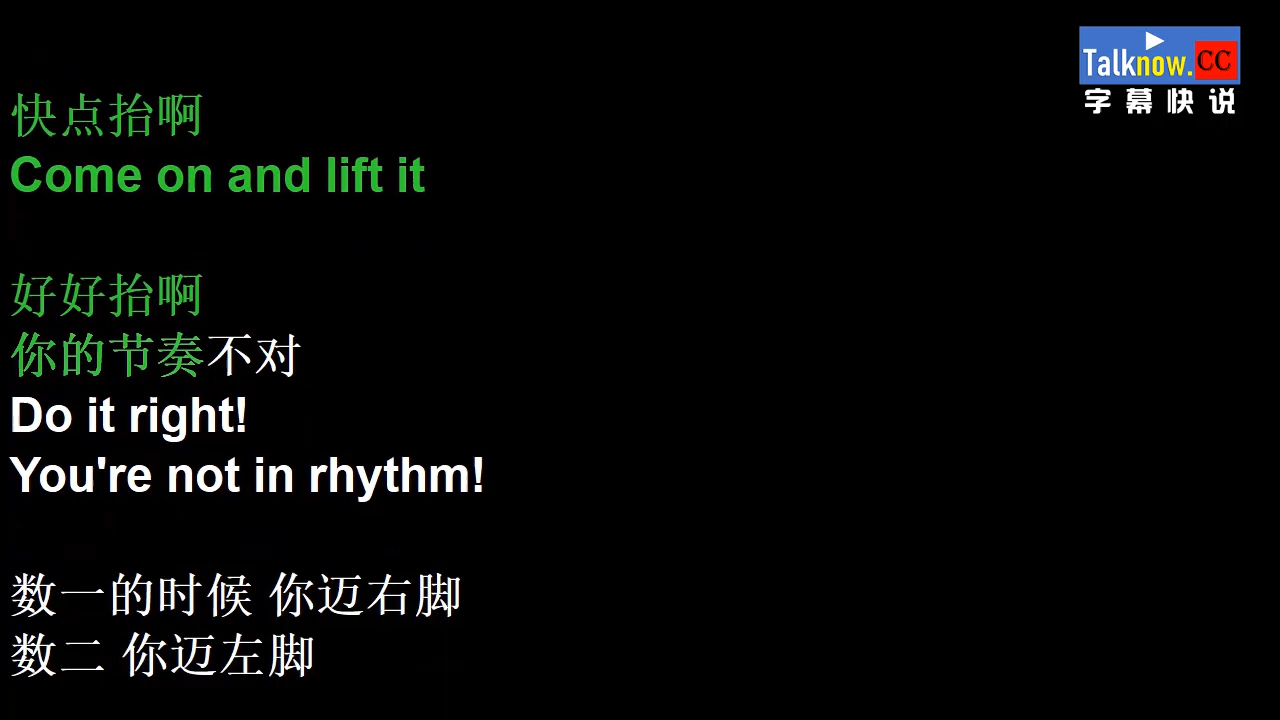 Talknow.CC
字幕快说
快点抬啊
Come on and lift it
好好抬啊
你的节奏不对
Do it right!
You're not in rhythm!
数一的时候 你迈右脚
数二 你迈左脚